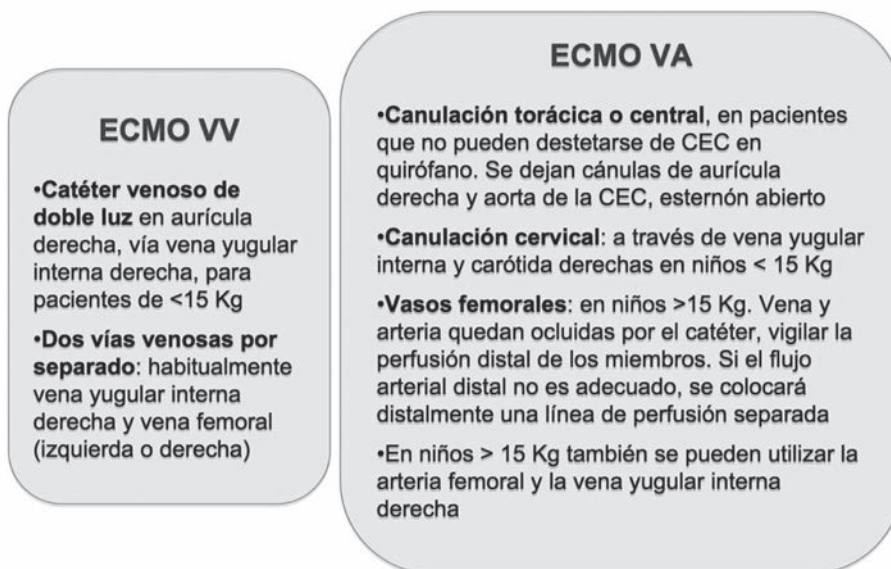 ECMO VV
•Catéter venoso de
doble luz en aurícula
derecha, vía vena yugular
interna derecha, para
pacientes de <15 Kg
•Dos vías venosas por
separado: habitualmente
vena yugular interna
derecha y vena femoral
(izquierda o derecha)
ECMO VA
•Canulación torácica o central, en pacientes
que no pueden destetarse de CEC en
quirófano. Se dejan cánulas de aurícula
derecha y aorta de la CEC, esternón abierto
•Canulación cervical: a través de vena yugular
interna y carótida derechas en niños < 15 Kg
•Vasos femorales: en niños >15 Kg. Vena y
arteria quedan ocluidas por el catéter, vigilar la
perfusión distal de los miembros. Si el flujo
arterial distal no es adecuado, se colocará
distalmente una línea de perfusión separada
•En niños > 15 Kg también se pueden utilizar la
arteria femoral y la vena yugular interna
derecha